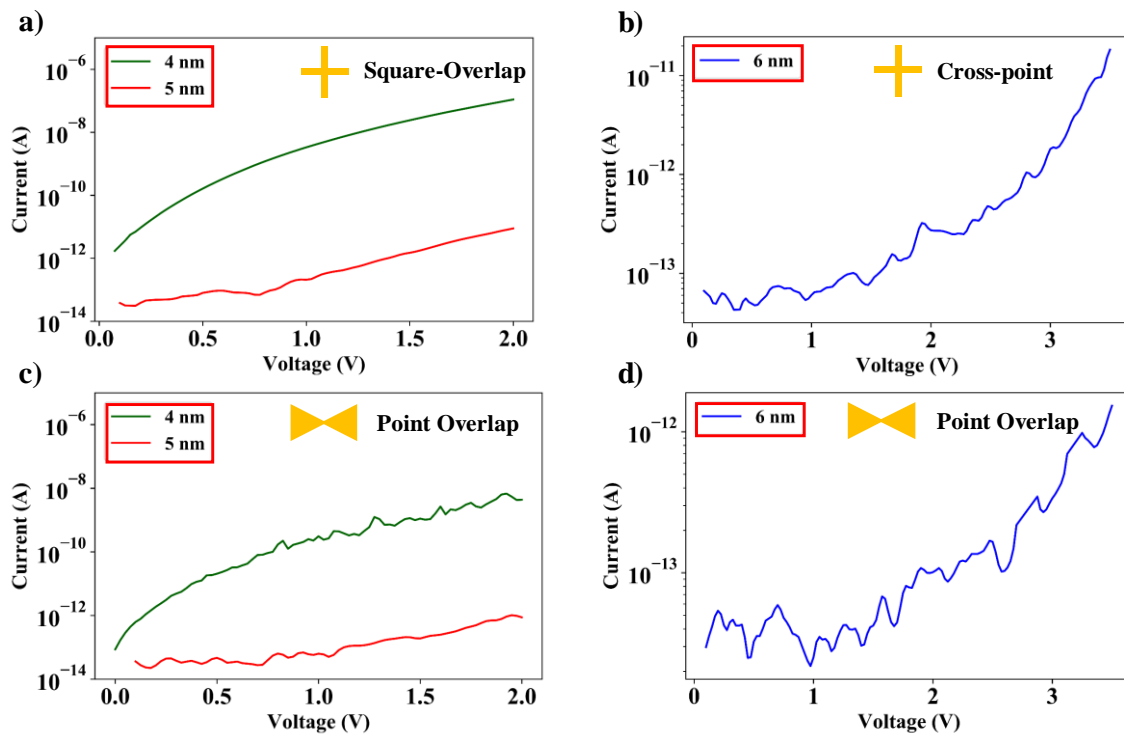 a)
4 nm
5 nm
Square-Overlap
10⁻⁶
10⁻⁸
10⁻¹⁰
10⁻¹²
10⁻¹⁴
Current (A)
0.0 0.5 1.0 1.5 2.0
Voltage (V)
b)
6 nm
Cross-point
10⁻¹¹
10⁻¹²
10⁻¹³
Current (A)
0 1 2 3
Voltage (V)
c)
4 nm
5 nm
Point Overlap
10⁻⁶
10⁻⁸
10⁻¹⁰
10⁻¹²
10⁻¹⁴
Current (A)
0.0 0.5 1.0 1.5 2.0
Voltage (V)
d)
6 nm
Point Overlap
10⁻¹²
10⁻¹³
Current (A)
0 1 2 3
Voltage (V)